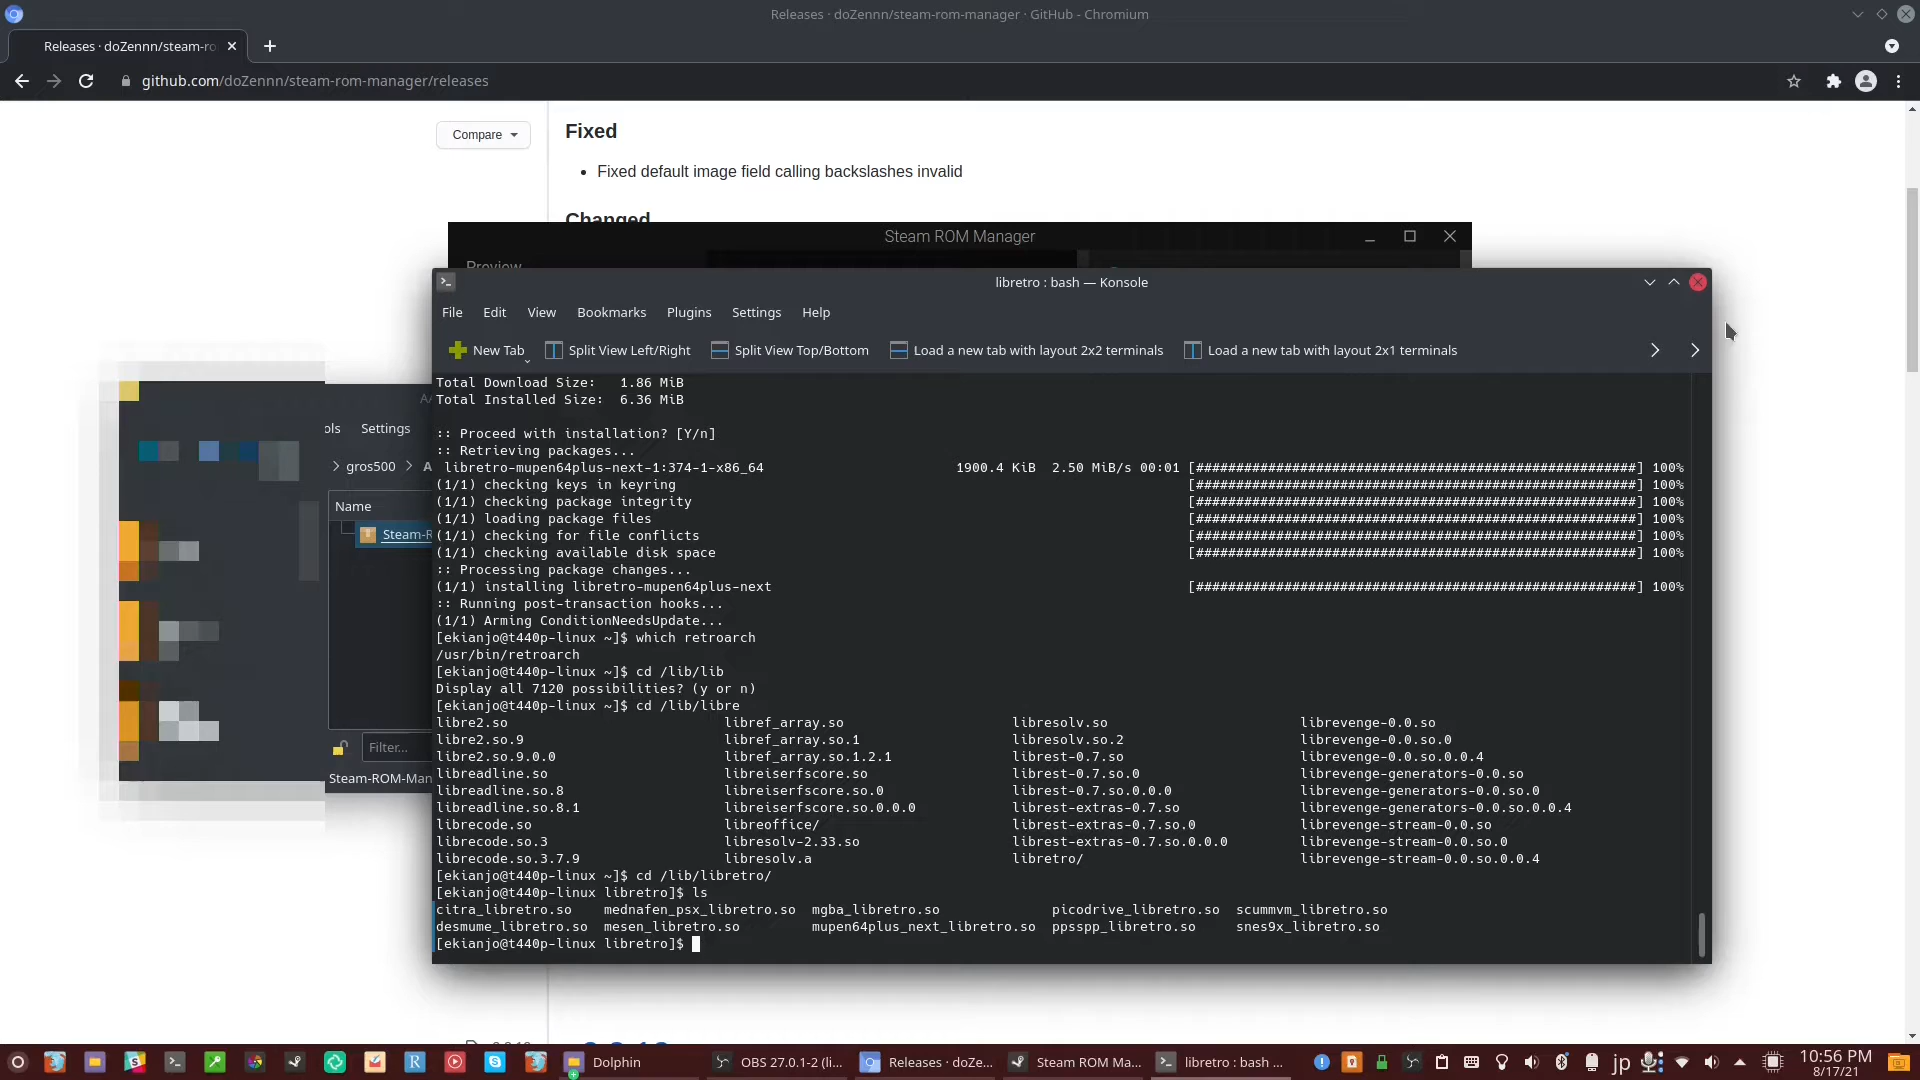 Releases · doZennn/steam-rom-manager · GitHub - Chromium
Releases · doZennn/steam-ro
github.com/doZennn/steam-rom-manager/releases
Compare
Fixed
Fixed default image field calling backslashes invalid
Changed
Steam ROM Manager
Preview
libretro : bash — Konsole
File Edit View Bookmarks Plugins Settings Help
New Tab Split View Left/Right Split View Top/Bottom Load a new tab with layout 2x2 terminals Load a new tab with layout 2x1 terminals
ols Settings
gros500
Name
Steam-R
Filter...
Steam-ROM-Man
Total Download Size:   1.86 MiB
Total Installed Size:  6.36 MiB
:: Proceed with installation? [Y/n]
:: Retrieving packages...
libretro-mupen64plus-next-1:374-1-x86_64 1900.4 KiB 2.50 MiB/s 00:01 [#######################################################] 100%
(1/1) checking keys in keyring [#######################################################] 100%
(1/1) checking package integrity [#######################################################] 100%
(1/1) loading package files [#######################################################] 100%
(1/1) checking for file conflicts [#######################################################] 100%
(1/1) checking available disk space [#######################################################] 100%
:: Processing package changes...
(1/1) installing libretro-mupen64plus-next [#######################################################] 100%
:: Running post-transaction hooks...
(1/1) Arming ConditionNeedsUpdate...
[ekianjo@t440p-linux ~]$ which retroarch
/usr/bin/retroarch
[ekianjo@t440p-linux ~]$ cd /lib/lib
Display all 7120 possibilities? (y or n)
[ekianjo@t440p-linux ~]$ cd /lib/libre
libre2.so libref_array.so libresolv.so librevenge-0.0.so
libre2.so.9 libref_array.so.1 libresolv.so.2 librevenge-0.0.so.0
libre2.so.9.0.0 libref_array.so.1.2.1 librest-0.7.so librevenge-0.0.so.0.0.4
libreadline.so libreiserfscore.so librest-0.7.so.0 librevenge-generators-0.0.so
libreadline.so.8 libreiserfscore.so.0 librest-0.7.so.0.0.0 librevenge-generators-0.0.so.0
libreadline.so.8.1 libreiserfscore.so.0.0.0 librest-extras-0.7.so librevenge-generators-0.0.so.0.0.4
librecode.so libreoffice/ librest-extras-0.7.so.0 librevenge-stream-0.0.so
librecode.so.3 libresolv-2.33.so librest-extras-0.7.so.0.0.0 librevenge-stream-0.0.so.0
librecode.so.3.7.9 libresolv.a libretro/ librevenge-stream-0.0.so.0.0.4
[ekianjo@t440p-linux ~]$ cd /lib/libretro/
[ekianjo@t440p-linux libretro]$ ls
citra_libretro.so mednafen_psx_libretro.so mgba_libretro.so picodrive_libretro.so scummvm_libretro.so
desmume_libretro.so mesen_libretro.so mupen64plus_next_libretro.so ppsspp_libretro.so snes9x_libretro.so
[ekianjo@t440p-linux libretro]$
Dolphin OBS 27.0.1-2 (li... Releases · doZe... Steam ROM Ma... libretro : bash ... jp 10:56 PM
8/17/21